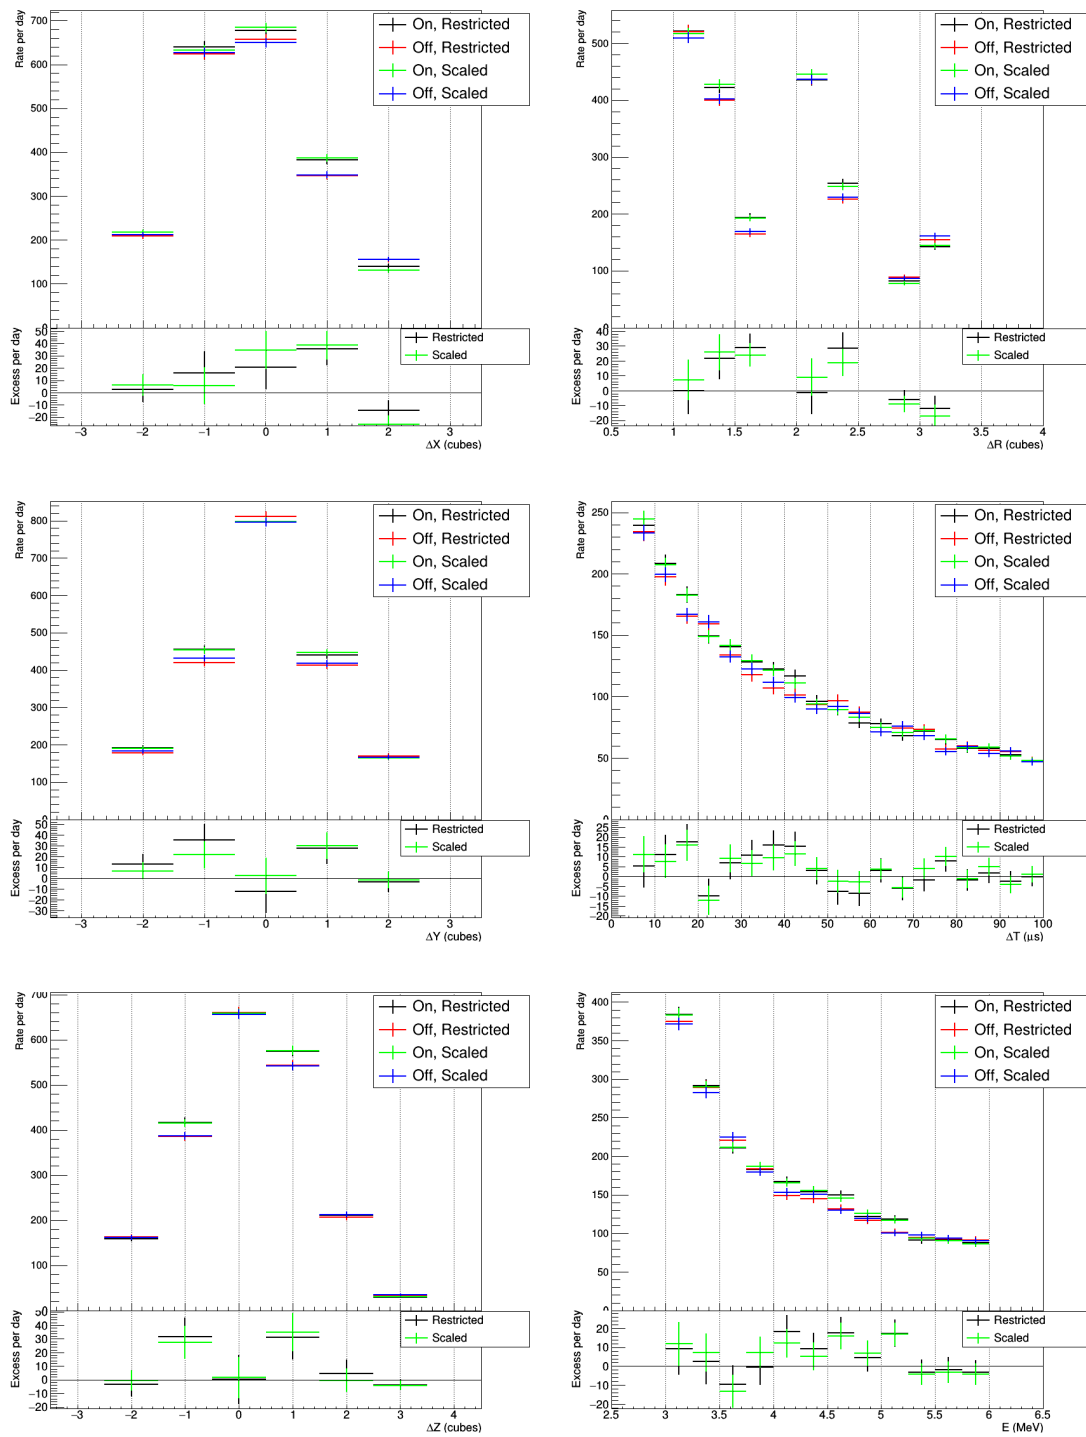 Rate per day
700
600
500
400
300
200
100
0
On, Restricted
Off, Restricted
On, Scaled
Off, Scaled
Excess per day
50
40
30
20
10
0
−10
−20
Restricted
Scaled
−3 −2 −1 0 1 2 3
ΔX (cubes)
Rate per day
500
400
300
200
100
0
On, Restricted
Off, Restricted
On, Scaled
Off, Scaled
Excess per day
40
30
20
10
0
−10
−20
Restricted
Scaled
0.5 1 1.5 2 2.5 3 3.5 4
ΔR (cubes)
Rate per day
800
700
600
500
400
300
200
100
0
On, Restricted
Off, Restricted
On, Scaled
Off, Scaled
Excess per day
50
40
30
20
10
0
−10
−20
−30
Restricted
Scaled
−3 −2 −1 0 1 2 3
ΔY (cubes)
Rate per day
250
200
150
100
50
On, Restricted
Off, Restricted
On, Scaled
Off, Scaled
Excess per day
25
20
15
10
5
0
−5
−10
−15
−20
Restricted
Scaled
0 10 20 30 40 50 60 70 80 90 100
ΔT (μs)
Rate per day
700
600
500
400
300
200
100
0
On, Restricted
Off, Restricted
On, Scaled
Off, Scaled
Excess per day
50
40
30
20
10
0
−10
−20
Restricted
Scaled
−3 −2 −1 0 1 2 3 4
ΔZ (cubes)
Rate per day
400
350
300
250
200
150
100
50
0
On, Restricted
Off, Restricted
On, Scaled
Off, Scaled
Excess per day
20
10
0
−10
−20
Restricted
Scaled
2.5 3 3.5 4 4.5 5 5.5 6 6.5
E (MeV)